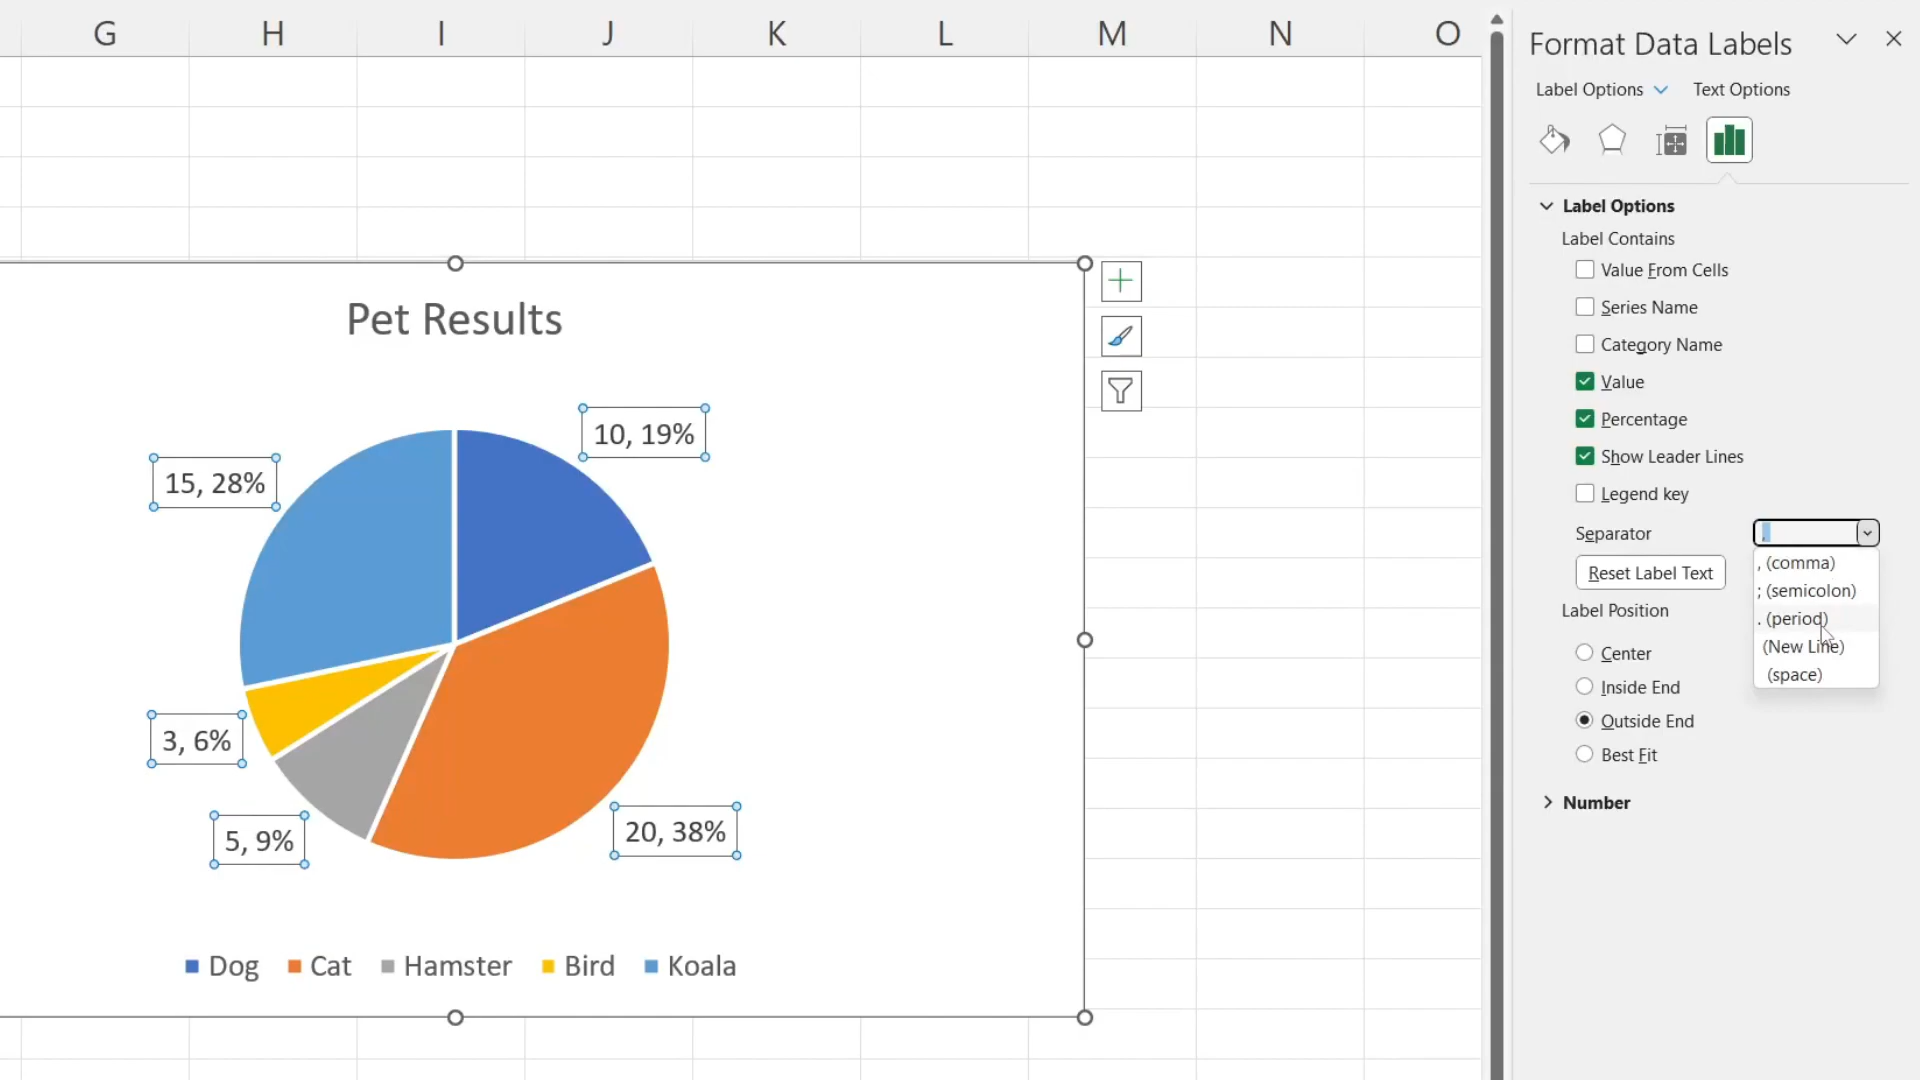 G H I J K L M N O
Pet Results
10, 19%
15, 28%
3, 6%
5, 9%
20, 38%
Dog Cat Hamster Bird Koala
Format Data Labels
Label Options Text Options
Label Options
Label Contains
Value From Cells
Series Name
Category Name
Value
Percentage
Show Leader Lines
Legend key
Separator ,
, (comma)
Reset Label Text
; (semicolon)
Label Position
. (period)
(New Line)
Center
(space)
Inside End
Outside End
Best Fit
Number